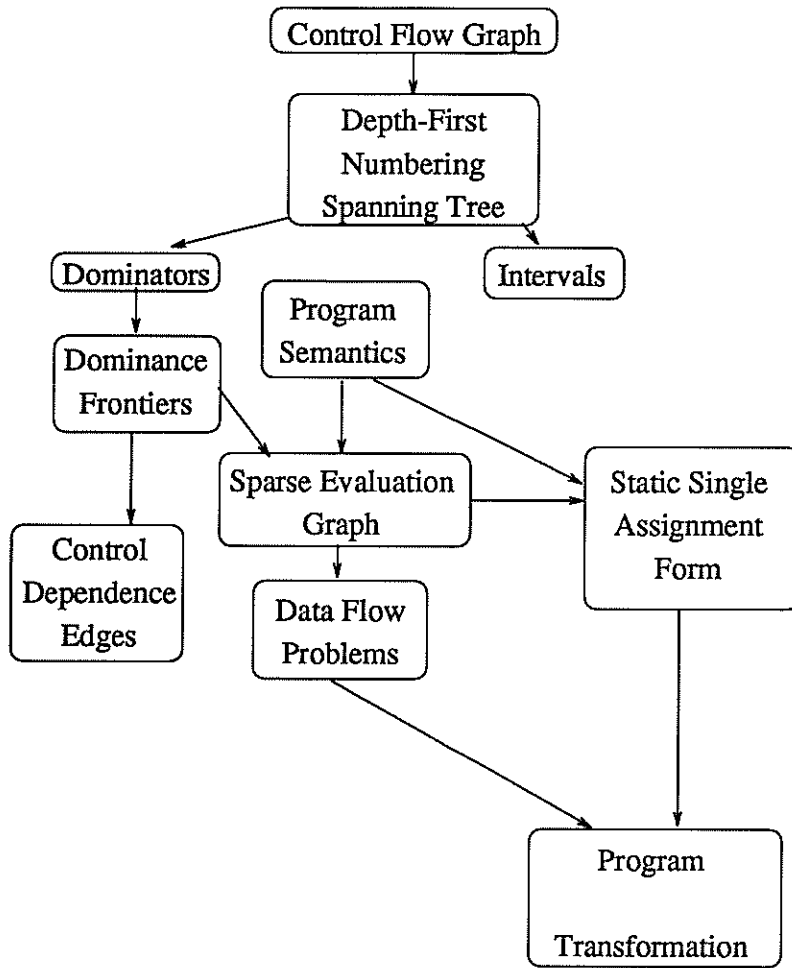 Control Flow Graph
Depth-First
Numbering
Spanning Tree
Dominators
Intervals
Program
Semantics
Dominance
Frontiers
Sparse Evaluation
Graph
Static Single
Assignment
Form
Control
Dependence
Edges
Data Flow
Problems
Program
Transformation